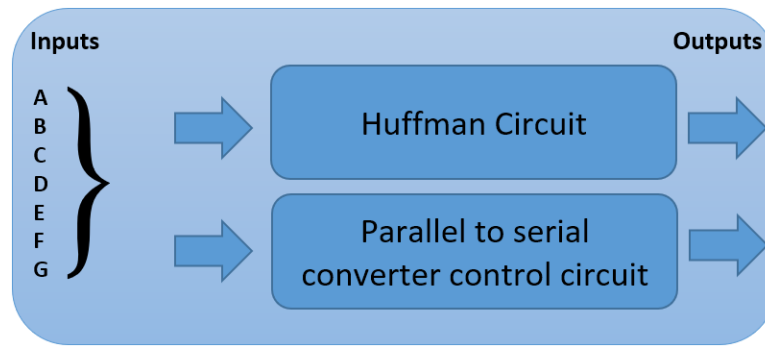 Inputs
Outputs
A
B
C
D
E
F
G
Huffman Circuit
Parallel to serial
converter control circuit